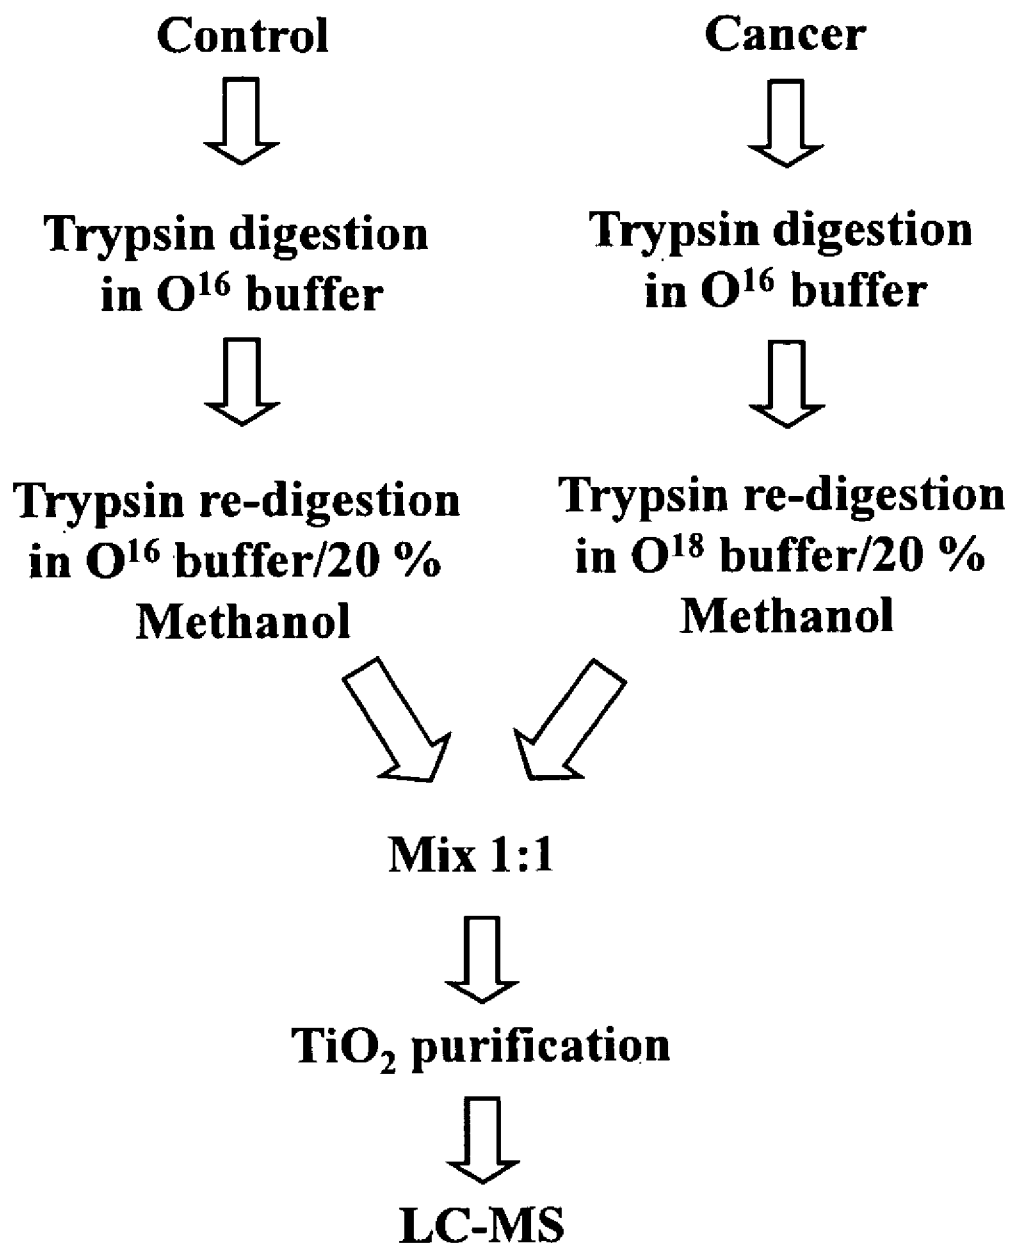 Control
Trypsin digestion
in O¹⁶ buffer
Trypsin re-digestion
in O¹⁶ buffer/20 %
Methanol
Cancer
Trypsin digestion
in O¹⁶ buffer
Trypsin re-digestion
in O¹⁸ buffer/20 %
Methanol
Mix 1:1
TiO₂ purification
LC-MS